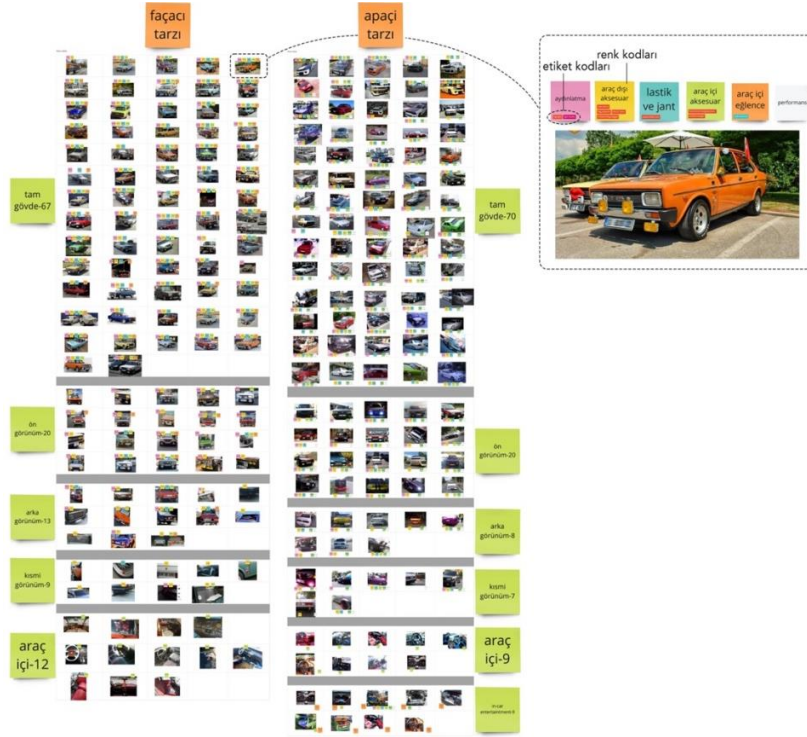 façacı
tarzı
apaçi
tarzı
renk kodları
etiket kodları
aydınlatma
araç dışı
aksesuar
lastik
ve jant
araç içi
aksesuar
araç içi
eğlence
performans
tam
gövde-67
tam
gövde-70
ön
görünüm-20
ön
görünüm-20
arka
görünüm-13
arka
görünüm-8
kısmi
görünüm-9
kısmi
görünüm-7
araç
içi-12
araç
içi-9
in-car